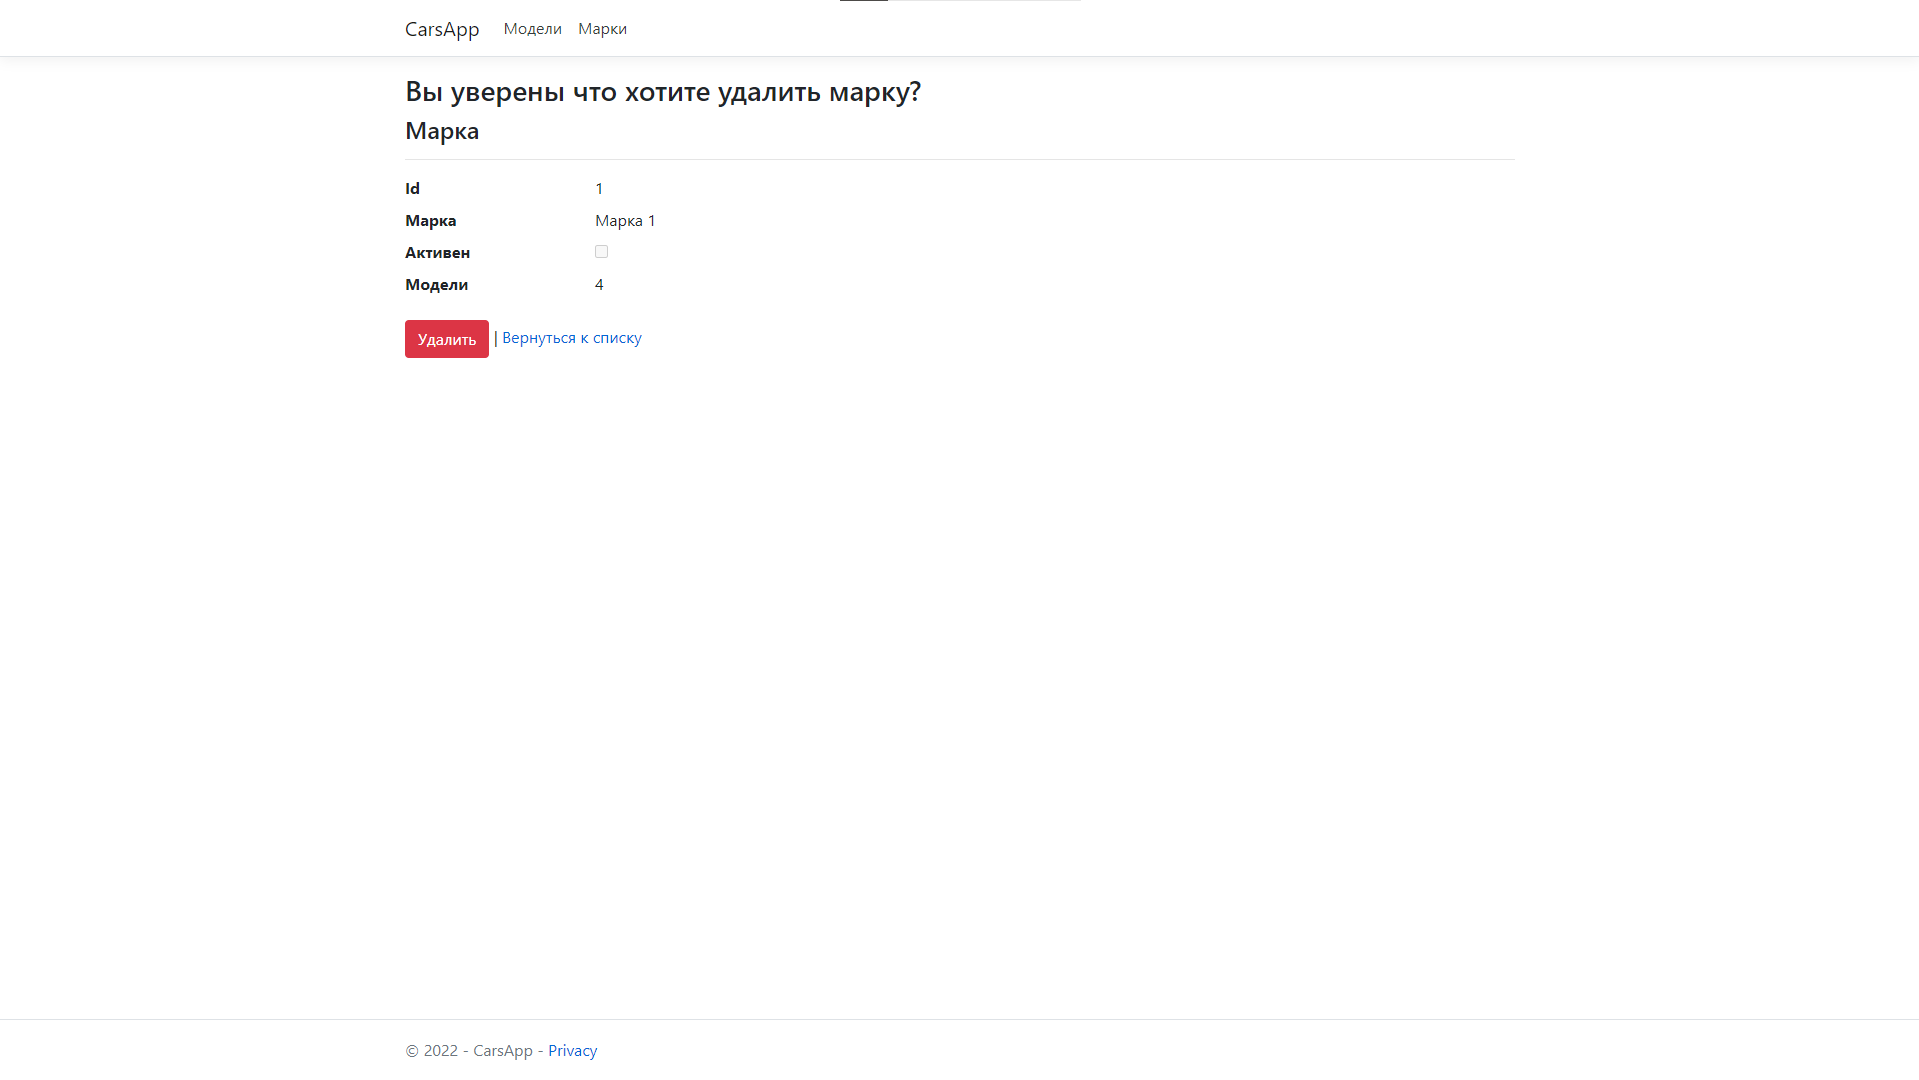 CarsApp Модели Марки
Вы уверены что хотите удалить марку?
Марка
Id 1
Марка Марка 1
Активен
Модели 4
Удалить | Вернуться к списку
© 2022 - CarsApp - Privacy